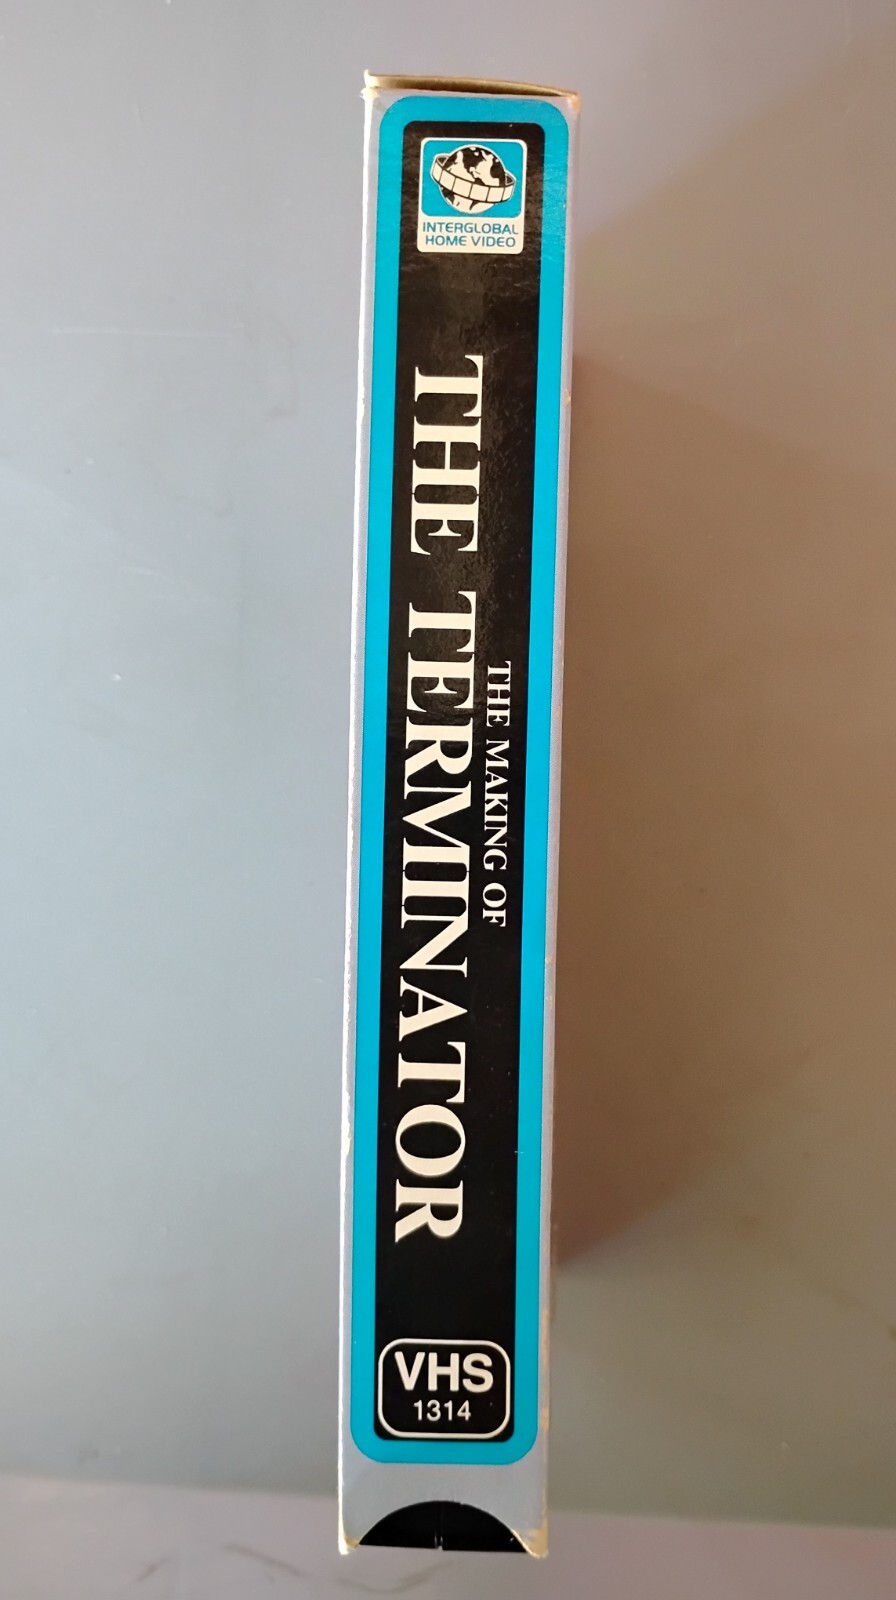 INTERGLOBAL
HOME VIDEO
THE MAKING OF
THE TERMINATOR
VHS
1314